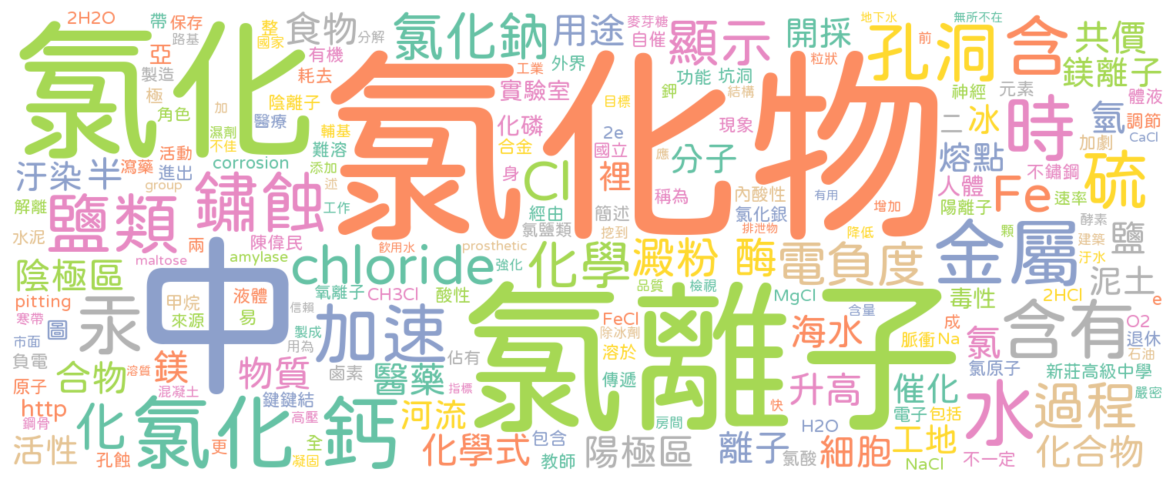 2H2O 帶 保存 整 食物 氯化鈉 用途 麥芽糖 顯示 開採 地下水 無所不在
路基 亞 國家 分解 自催 孔洞 前 含 共價
氯化 有機 工業 外界 粒狀 鎂離子
製造 耗去 實驗室 功能 坑洞 神經 元素 體液
極 陰離子 目標 鉀 結構
角色 加 醫療 輔基 化磷 2e 現象 二 冰 時 氫 調節 CaCl
氯化物
濕劑 不佳 難溶 合金 國立 應 分子 加劇
汙染 半 瀉藥 活動 進出 corrosion 添加 Cl 裡 熔點 不鏽鋼 硫
group 述 身 稱為 內酸性 有用 人體 陽離子 Fe 速率
解離 鹽類 鏽蝕 工作 經由 簡述 氯化銀 增加 顆 酵素
水泥 兩 陳偉民 氯鹽類 挖到 排泄物 降低 金屬 建築 鹽
陰極區 maltose amylase 飲用水 prosthetic 化學 澱粉 酶 電負度 汙水
中 chloride 強化 品質 檢視 泥土
pitting 汞 甲烷 液體 氧離子 CH3Cl 酸性 MgCl 毒性 2HCl e
寒帶 來源 易 信賴 氯離子 含量 含有
市面 圖 製成 加速 FeCl 海水 脈衝 Na 成 氯 O2 退休
負電 鎂 用為 佔有 除冰劑 溶於 石油
原子 合物 溶質 物質 鹵素 醫藥 傳遞 升高 催化 氯原子 新莊高級中學
http 混凝土 鍵鍵結 指標 快 水 過程 嚴密
鋼骨 化 氯化鈣 高壓 河流 房間 電子 包括
活性 孔蝕 更 全 化學式 包含 H2O 工地 化合物
凝固 教師 陽極區 離子 氯酸 細胞 NaCl 不一定